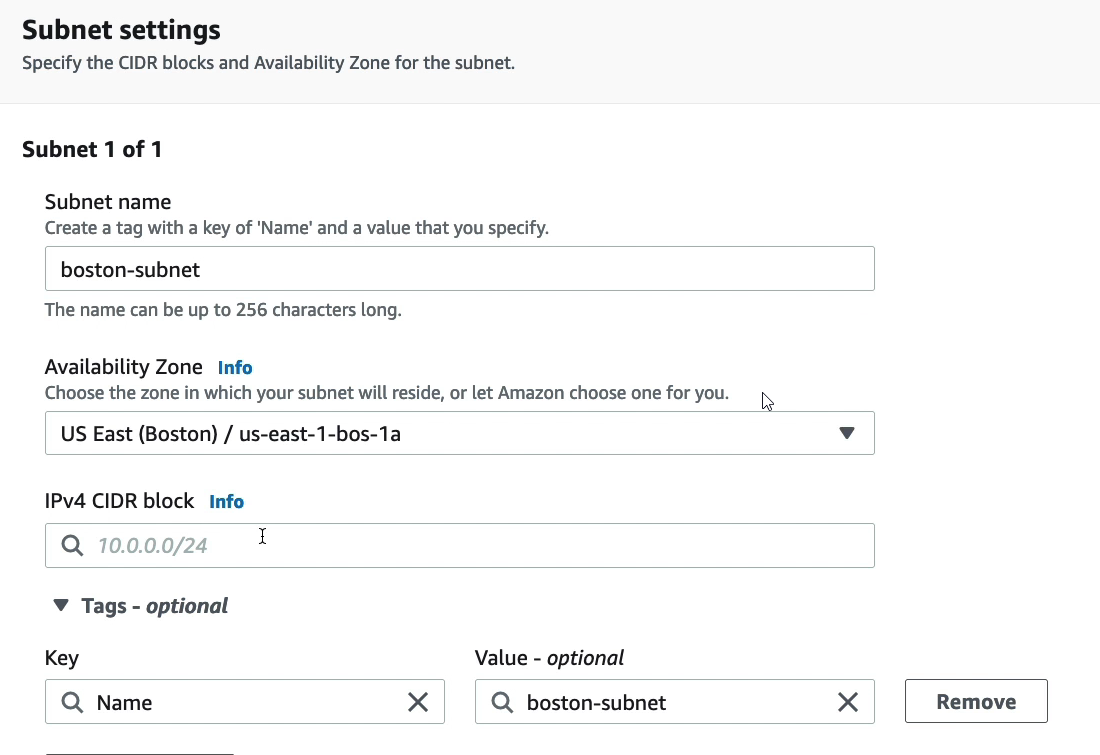 Subnet settings
Specify the CIDR blocks and Availability Zone for the subnet.
Subnet 1 of 1
Subnet name
Create a tag with a key of 'Name' and a value that you specify.
boston-subnet
The name can be up to 256 characters long.
Availability Zone Info
Choose the zone in which your subnet will reside, or let Amazon choose one for you.
US East (Boston) / us-east-1-bos-1a
IPv4 CIDR block Info
10.0.0.0/24
Tags - optional
Key Value - optional
Name boston-subnet Remove